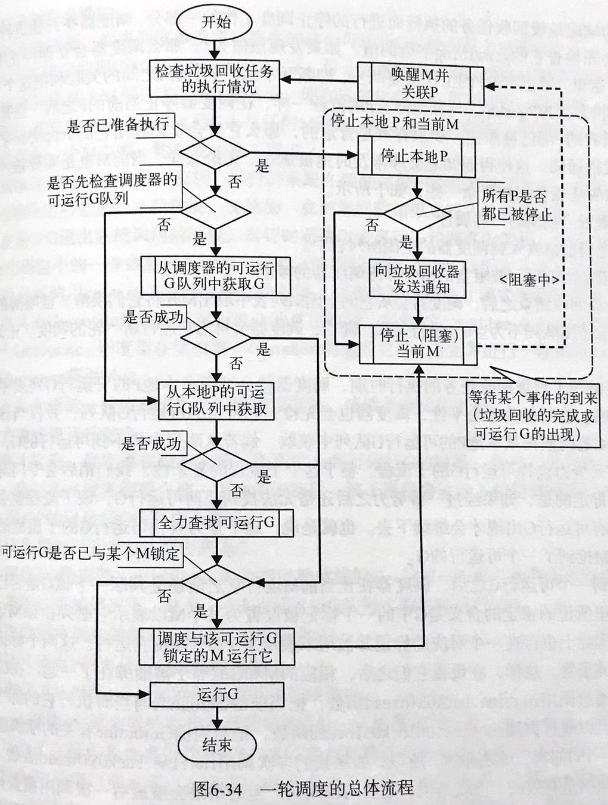 开始
检查垃圾回收任务
的执行情况
唤醒M并
关联P
是否已准备执行
是
否
停止本地P和当前M
停止本地P
是否先检查调度器的
可运行G队列
否
是
所有P是否
都已被停止
否
是
从调度器的可运行
G队列中获取G
向垃圾回收器
发送通知
<阻塞中>
是否成功
是
否
停止（阻塞）
当前M
从本地P的可运
行G队列中获取
等待某个事件的到来
（垃圾回收的完成或
可运行G的出现）
是否成功
是
否
全力查找可运行G
可运行G是否已与某个M锁定
否
是
调度与该可运行G
锁定的M运行它
运行G
结束
图6-34 一轮调度的总体流程